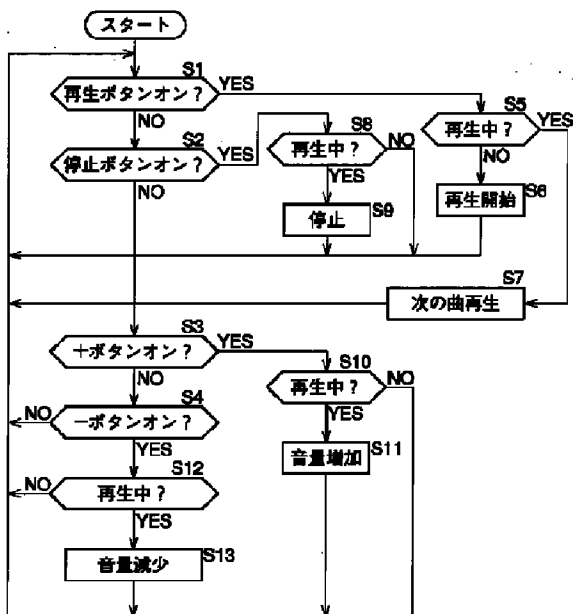 スタート
S1
再生ボタンオン？
YES
NO
S2
停止ボタンオン？
YES
NO
S8
再生中？
NO
YES
停止
S9
S5
再生中？
YES
NO
再生開始
S6
S7
次の曲再生
S3
＋ボタンオン？
YES
NO
S10
再生中？
NO
YES
音量増加
S11
S4
−ボタンオン？
NO
YES
S12
再生中？
NO
YES
音量減少
S13